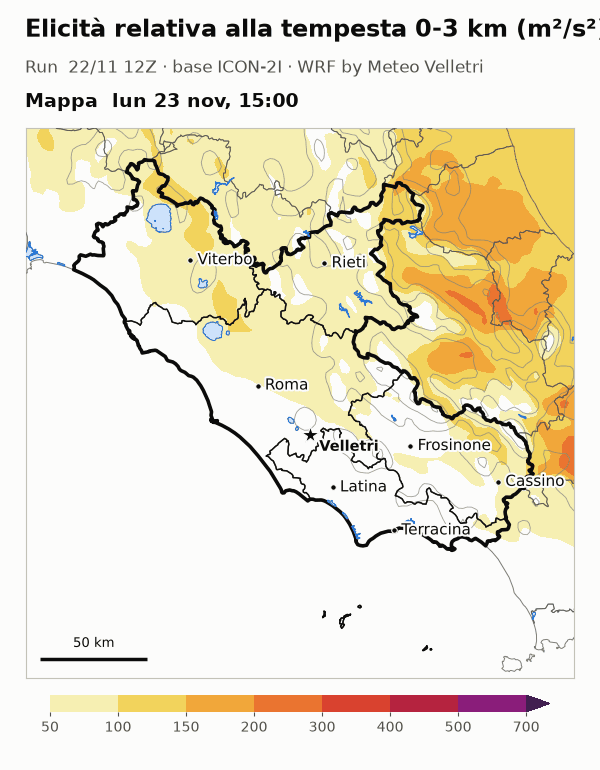 Elicità relativa alla tempesta 0-3 km (m²/s²)
Run 22/11 12Z · base ICON-2I · WRF by Meteo Velletri
Mappa lun 23 nov, 15:00
Viterbo
Rieti
Roma
Velletri
Frosinone
Cassino
Latina
Terracina
50 km
50 100 150 200 300 400 500 700